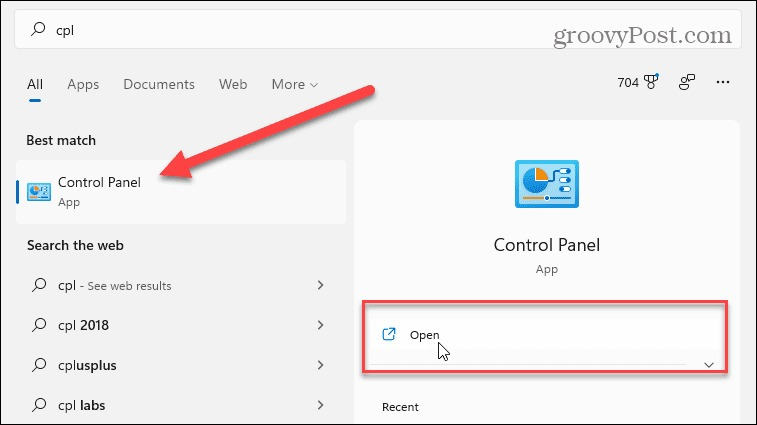 cpl
groovyPost.com
All Apps Documents Web More
704
Best match
Control Panel
App
Search the web
cpl - See web results
cpl 2018
cplusplus
cpl labs
Control Panel
App
Open
Recent